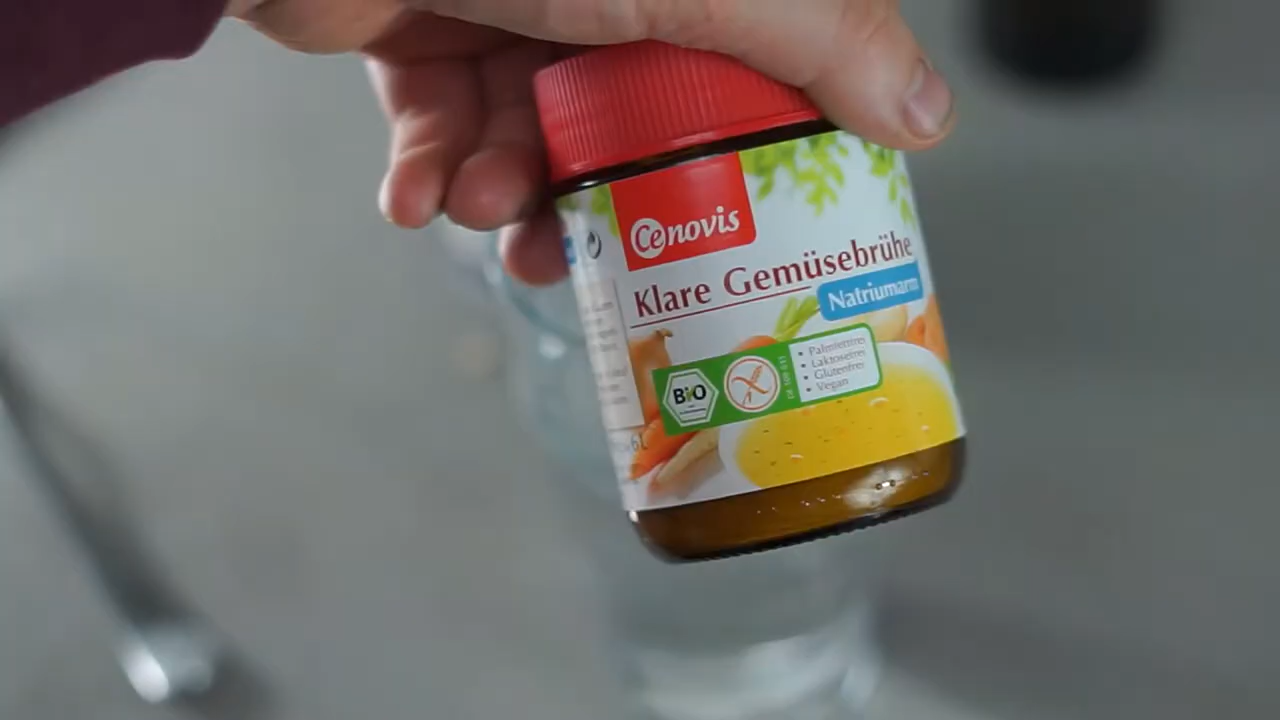 Cenovis
Klare Gemüsebrühe
Natriumarm
BiO
• Palmfettfrei
• Laktosefrei
• Glutenfrei
• Vegan